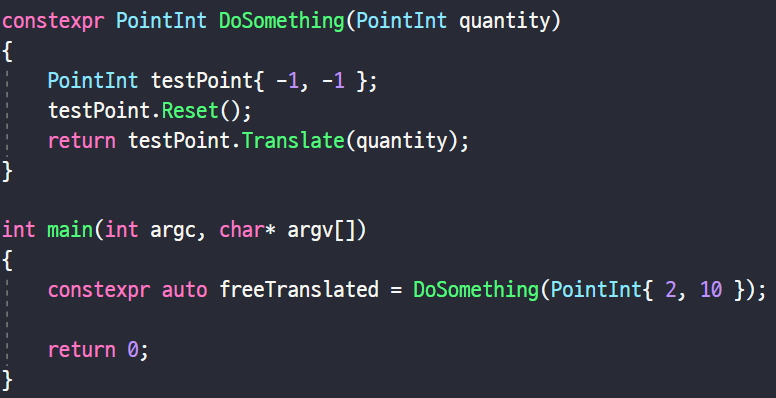 constexpr PointInt DoSomething(PointInt quantity)
{
    PointInt testPoint{ -1, -1 };
    testPoint.Reset();
    return testPoint.Translate(quantity);
}

int main(int argc, char* argv[])
{
    constexpr auto freeTranslated = DoSomething(PointInt{ 2, 10 });

    return 0;
}